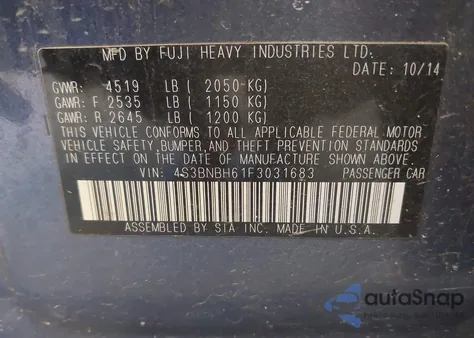 MFD BY FUJI HEAVY INDUSTRIES LTD.
DATE: 10/14
GVWR: 4519 LB ( 2050 KG)
GAWR: F 2535 LB ( 1150 KG)
GAWR: R 2645 LB ( 1200 KG)
THIS VEHICLE CONFORMS TO ALL APPLICABLE FEDERAL MOTOR
VEHICLE SAFETY, BUMPER, AND THEFT PREVENTION STANDARDS
IN EFFECT ON THE DATE OF MANUFACTURE SHOWN ABOVE.
VIN: 4S3BNBH61F3031683 PASSENGER CAR
ASSEMBLED BY SIA INC. MADE IN U.S.A.
autoSnap